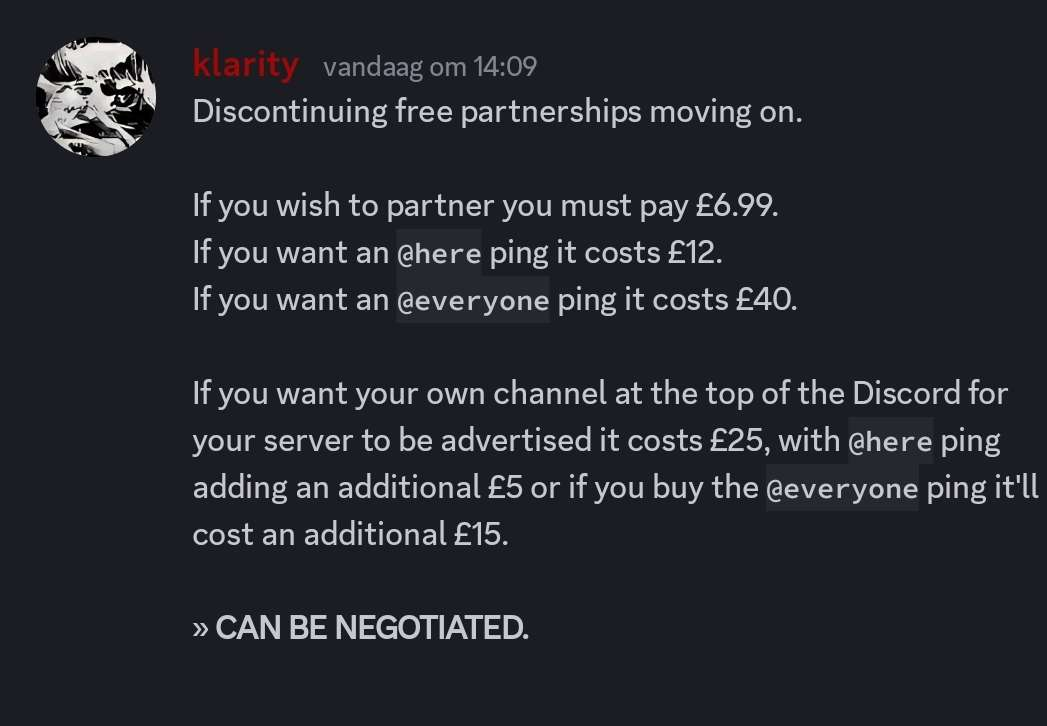 klarity vandaag om 14:09
Discontinuing free partnerships moving on.
If you wish to partner you must pay £6.99.
If you want an @here ping it costs £12.
If you want an @everyone ping it costs £40.
If you want your own channel at the top of the Discord for
your server to be advertised it costs £25, with @here ping
adding an additional £5 or if you buy the @everyone ping it'll
cost an additional £15.
» CAN BE NEGOTIATED.